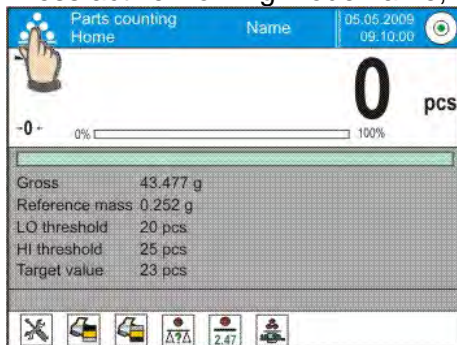 Parts counting
Home
Name
05.05.2009
09:10:00
0
pcs
-0-
0%
100%
Gross 43.477 g
Reference mass 0.252 g
LO threshold 20 pcs
HI threshold 25 pcs
Target value 23 pcs
?
2.47